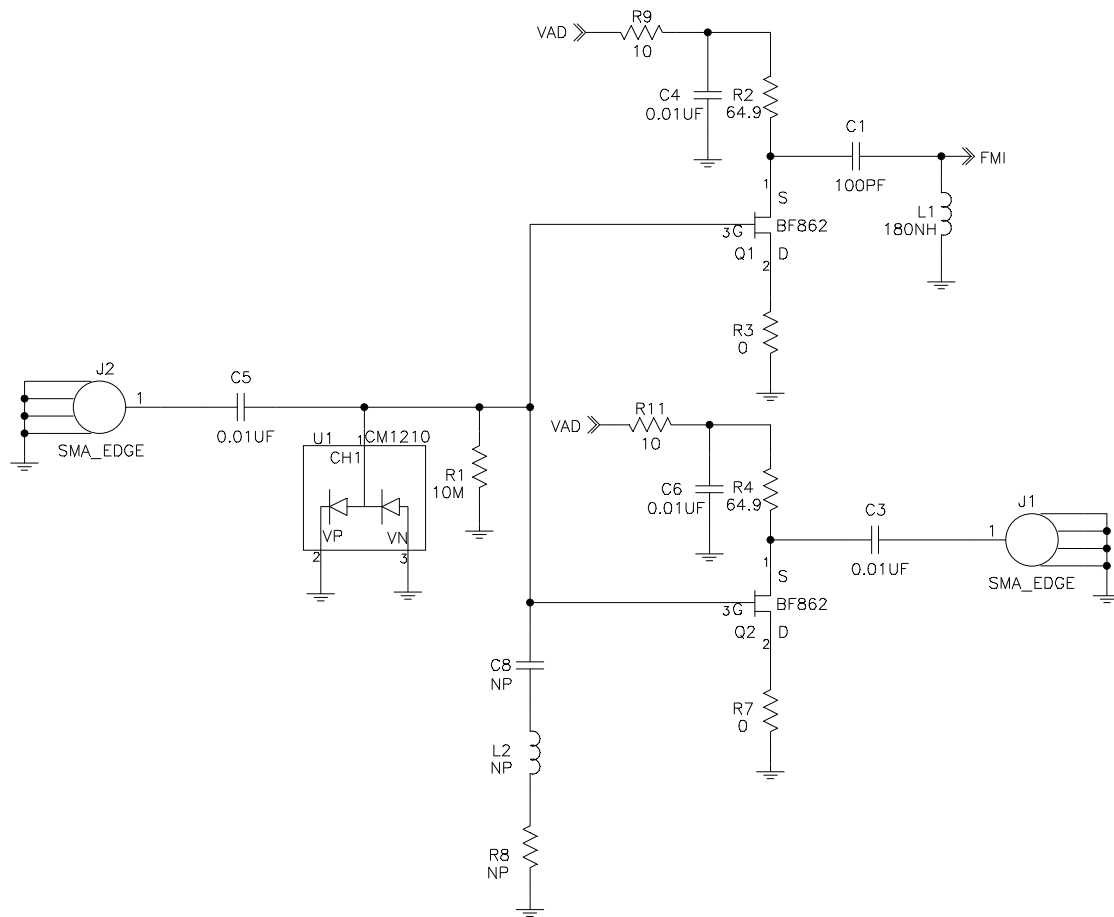 VAD
R9
10
C4
0.01UF
R2
64.9
C1
100PF
FMI
L1
180NH
1
S
3G
BF862
Q1
D
2
R3
0
J2
1
SMA_EDGE
C5
0.01UF
U1
1
CM1210
CH1
VP
VN
2
3
R1
10M
VAD
R11
10
C6
0.01UF
R4
64.9
C3
0.01UF
J1
1
SMA_EDGE
1
S
3G
BF862
Q2
D
2
R7
0
C8
NP
L2
NP
R8
NP